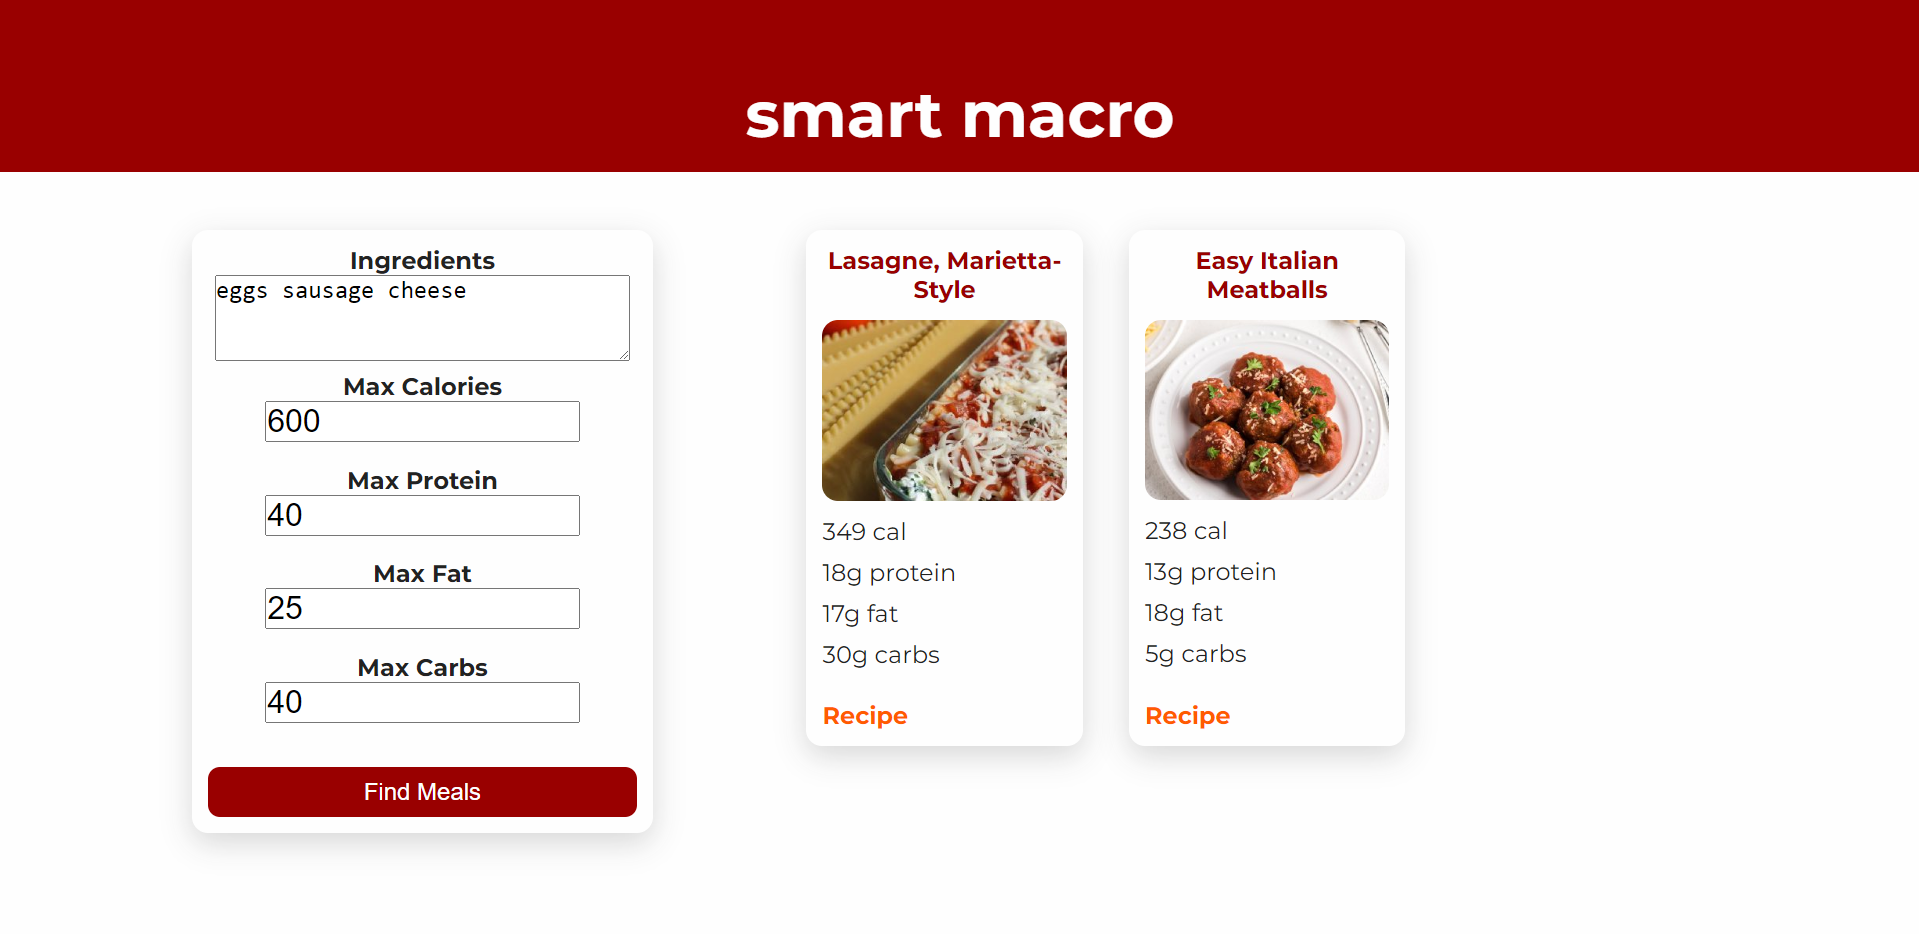 smart macro
Ingredients
eggs sausage cheese
Max Calories
600
Max Protein
40
Max Fat
25
Max Carbs
40
Find Meals
Lasagne, Marietta-
Style
349 cal
18g protein
17g fat
30g carbs
Recipe
Easy Italian
Meatballs
238 cal
13g protein
18g fat
5g carbs
Recipe